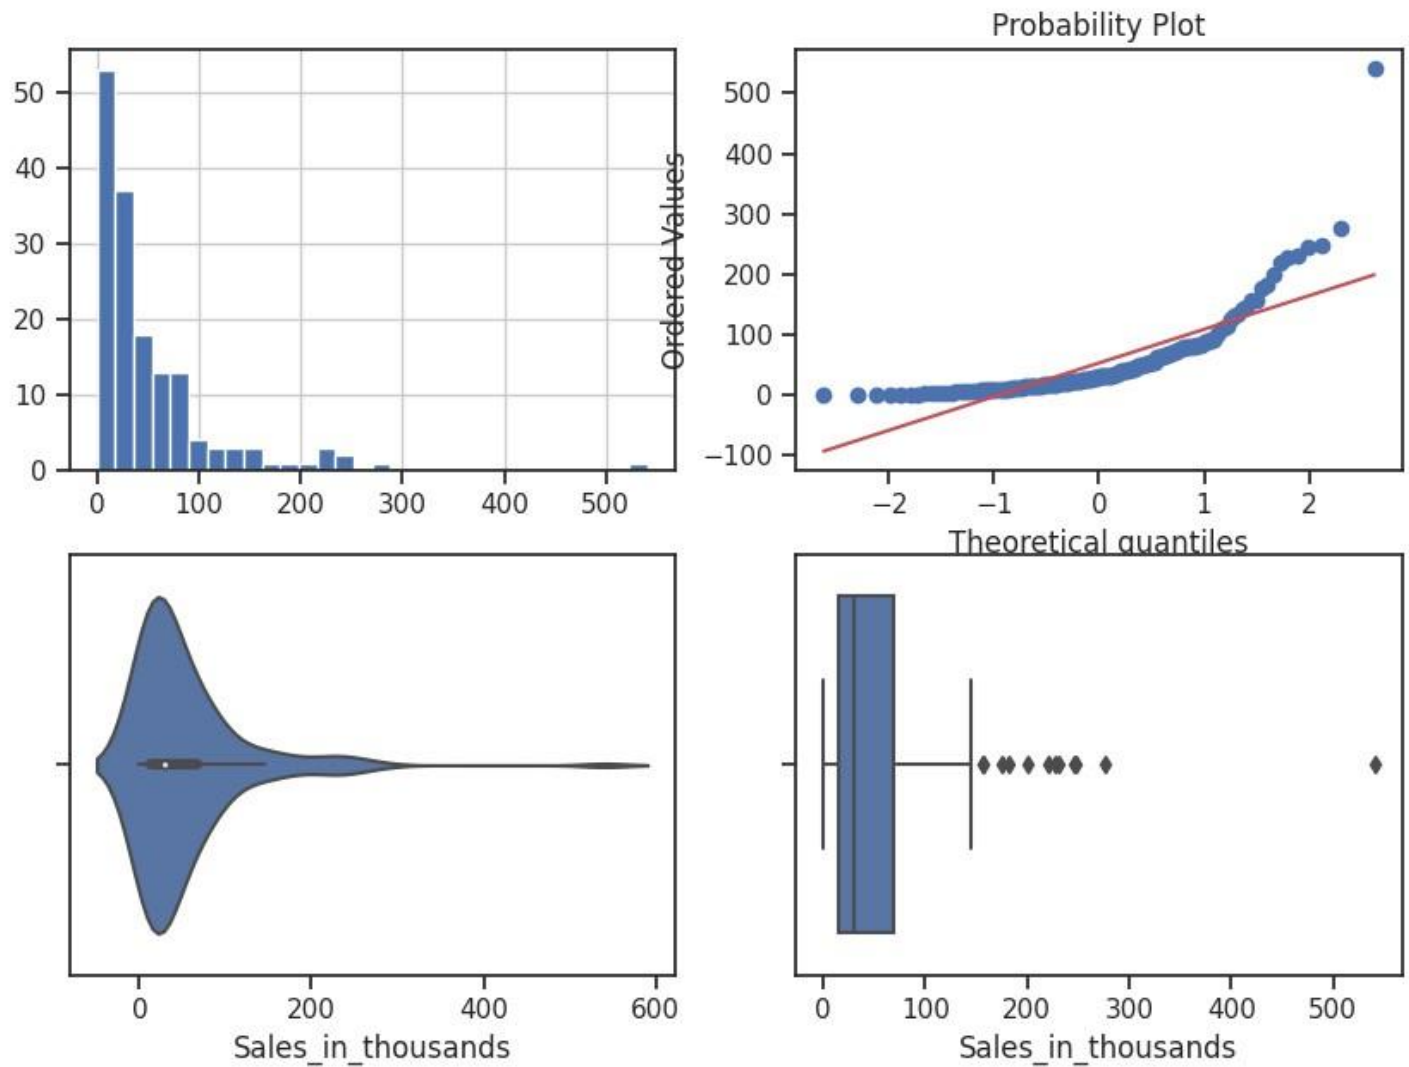 50
40
30
20
10
0
0 100 200 300 400 500
Probability Plot
Ordered Values
500
400
300
200
100
0
−100
−2 −1 0 1 2
Theoretical quantiles
0 200 400 600
Sales_in_thousands
0 100 200 300 400 500
Sales_in_thousands